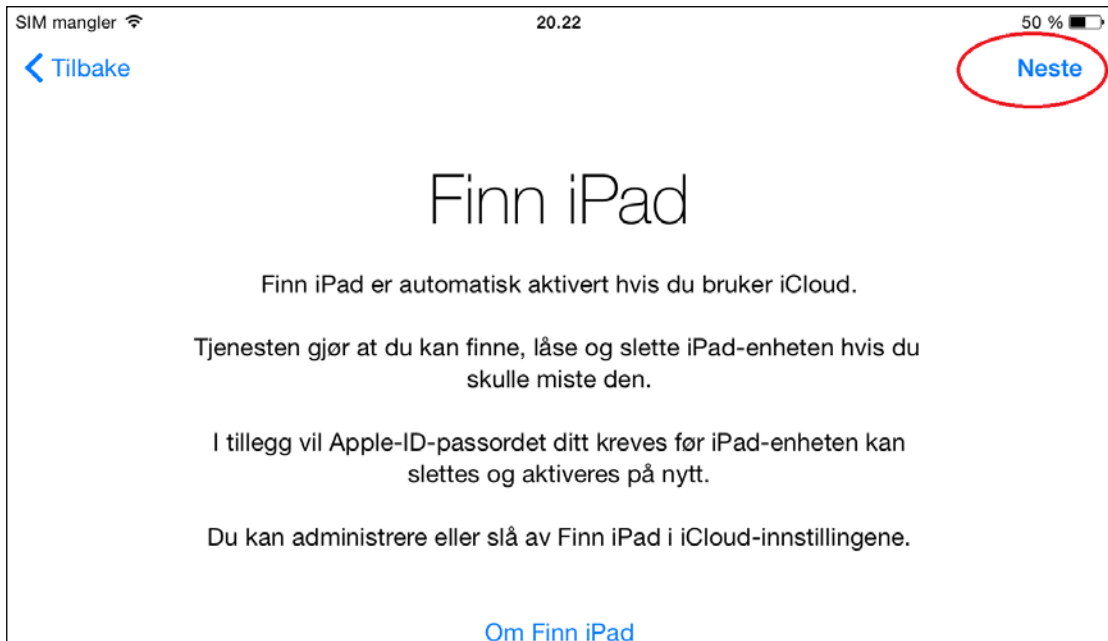 SIM mangler
20.22
50 %
Tilbake
Neste
Finn iPad
Finn iPad er automatisk aktivert hvis du bruker iCloud.
Tjenesten gjør at du kan finne, låse og slette iPad-enheten hvis du
skulle miste den.
I tillegg vil Apple-ID-passordet ditt kreves før iPad-enheten kan
slettes og aktiveres på nytt.
Du kan administrere eller slå av Finn iPad i iCloud-innstillingene.
Om Finn iPad